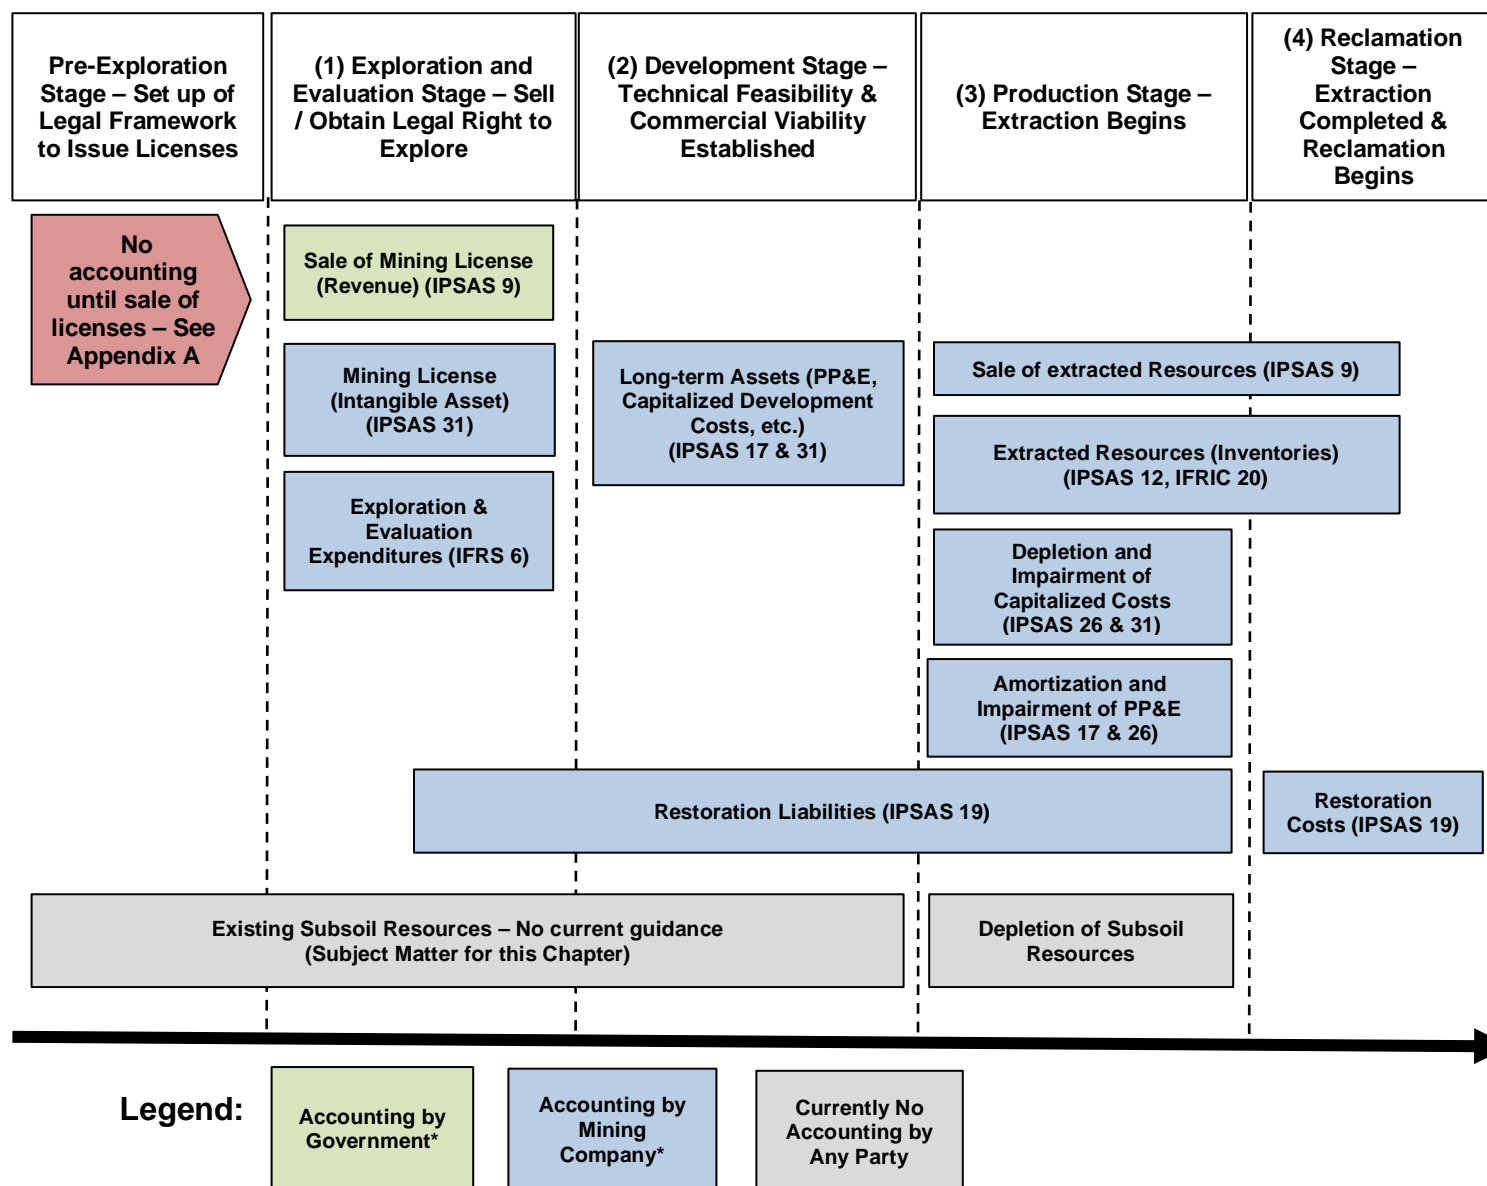 Pre-Exploration
Stage – Set up of
Legal Framework
to Issue Licenses
(1) Exploration and
Evaluation Stage – Sell
/ Obtain Legal Right to
Explore
(2) Development Stage –
Technical Feasibility &
Commercial Viability
Established
(3) Production Stage –
Extraction Begins
(4) Reclamation
Stage –
Extraction
Completed &
Reclamation
Begins
No
accounting
until sale of
licenses – See
Appendix A
Sale of Mining License
(Revenue) (IPSAS 9)
Mining License
(Intangible Asset)
(IPSAS 31)
Exploration &
Evaluation
Expenditures (IFRS 6)
Long-term Assets (PP&E,
Capitalized Development
Costs, etc.)
(IPSAS 17 & 31)
Sale of extracted Resources (IPSAS 9)
Extracted Resources (Inventories)
(IPSAS 12, IFRIC 20)
Depletion and
Impairment of
Capitalized Costs
(IPSAS 26 & 31)
Amortization and
Impairment of PP&E
(IPSAS 17 & 26)
Restoration Liabilities (IPSAS 19)
Restoration
Costs (IPSAS 19)
Existing Subsoil Resources – No current guidance
(Subject Matter for this Chapter)
Depletion of Subsoil
Resources
Legend:
Accounting by
Government*
Accounting by
Mining
Company*
Currently No
Accounting by
Any Party